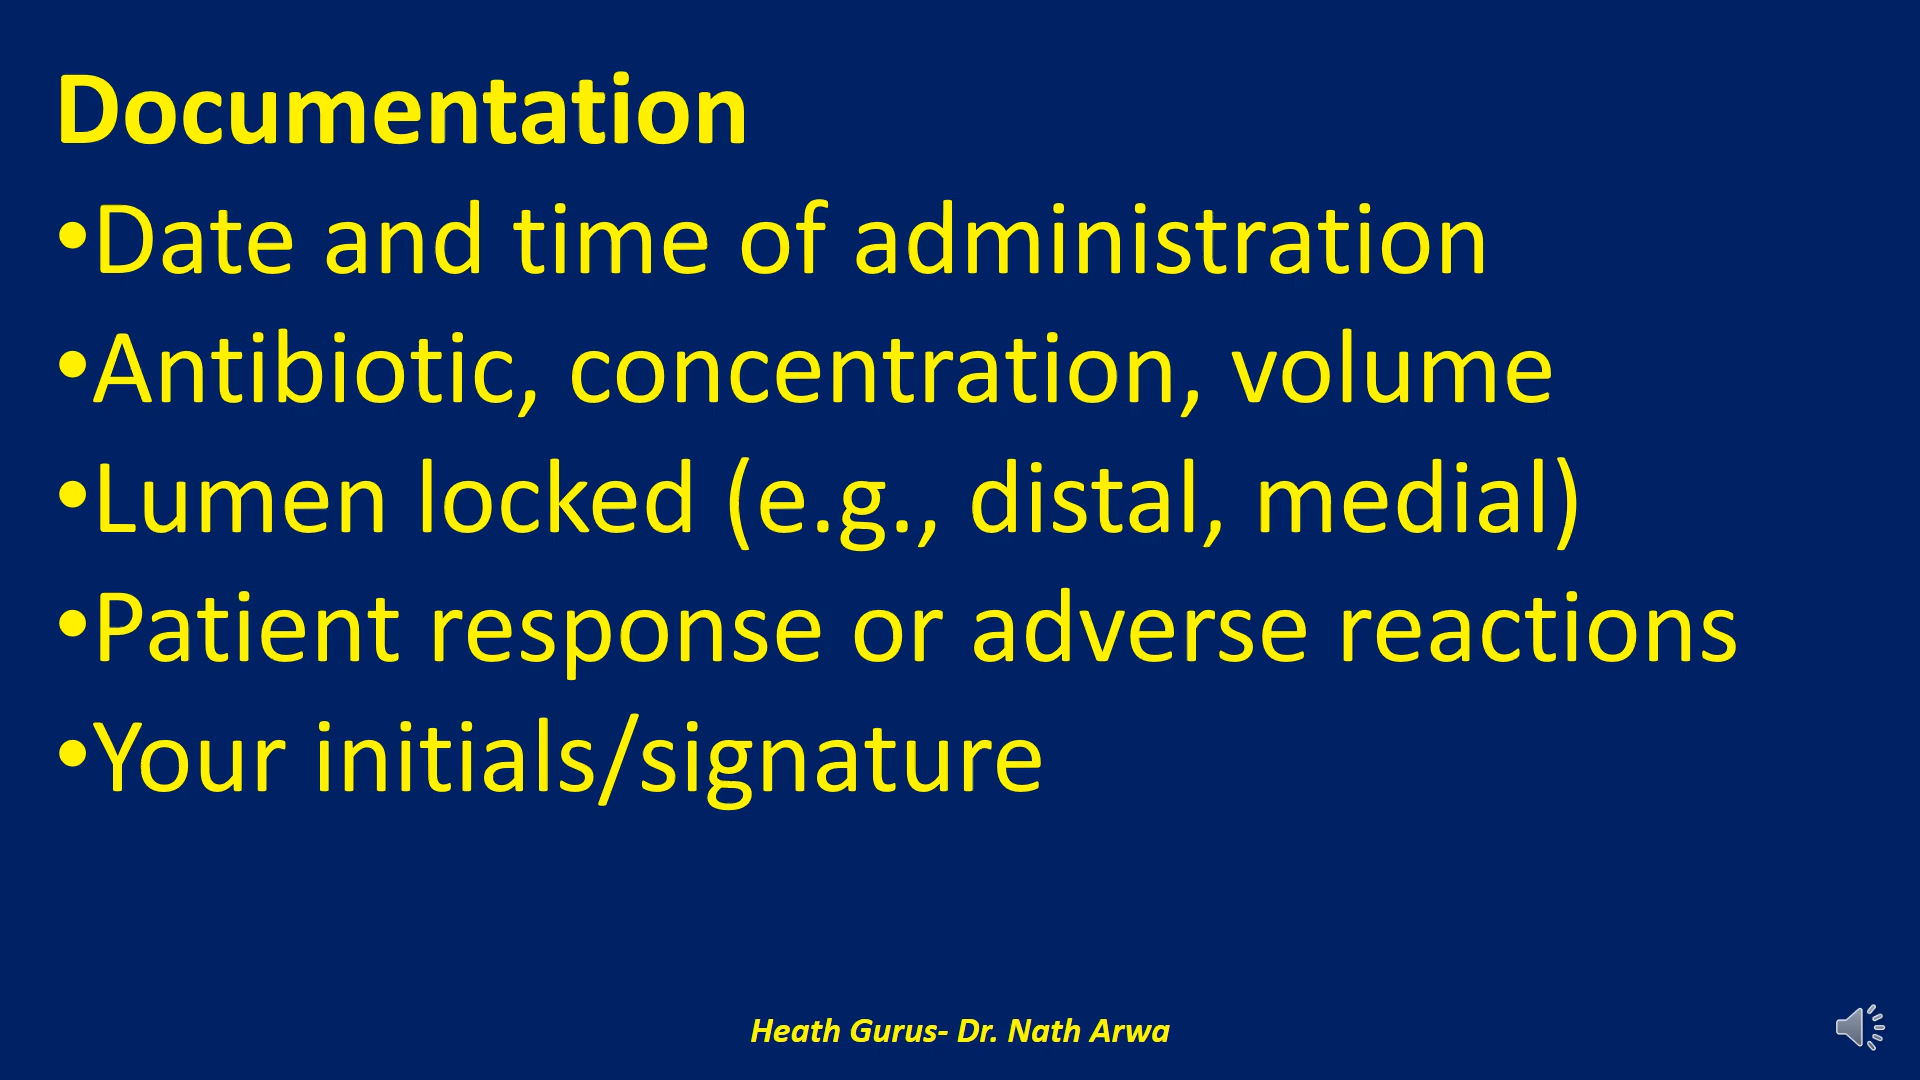 Documentation
•Date and time of administration
•Antibiotic, concentration, volume
•Lumen locked (e.g., distal, medial)
•Patient response or adverse reactions
•Your initials/signature
Heath Gurus- Dr. Nath Arwa